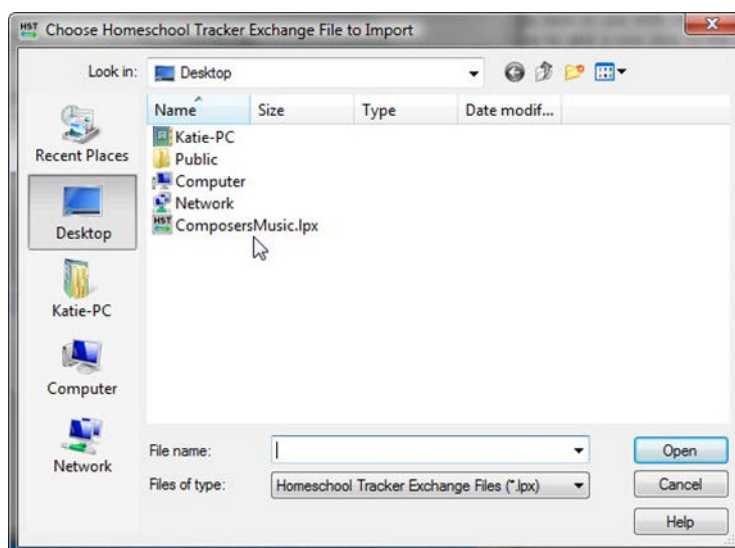 HST Choose Homeschool Tracker Exchange File to Import
Look in: Desktop
Name Size Type Date modif...
Recent Places
Desktop
Katie-PC
Computer
Network
Katie-PC
Public
Computer
Network
HST ComposersMusic.lpx
File name:
Files of type: Homeschool Tracker Exchange Files (*.lpx)
Open
Cancel
Help